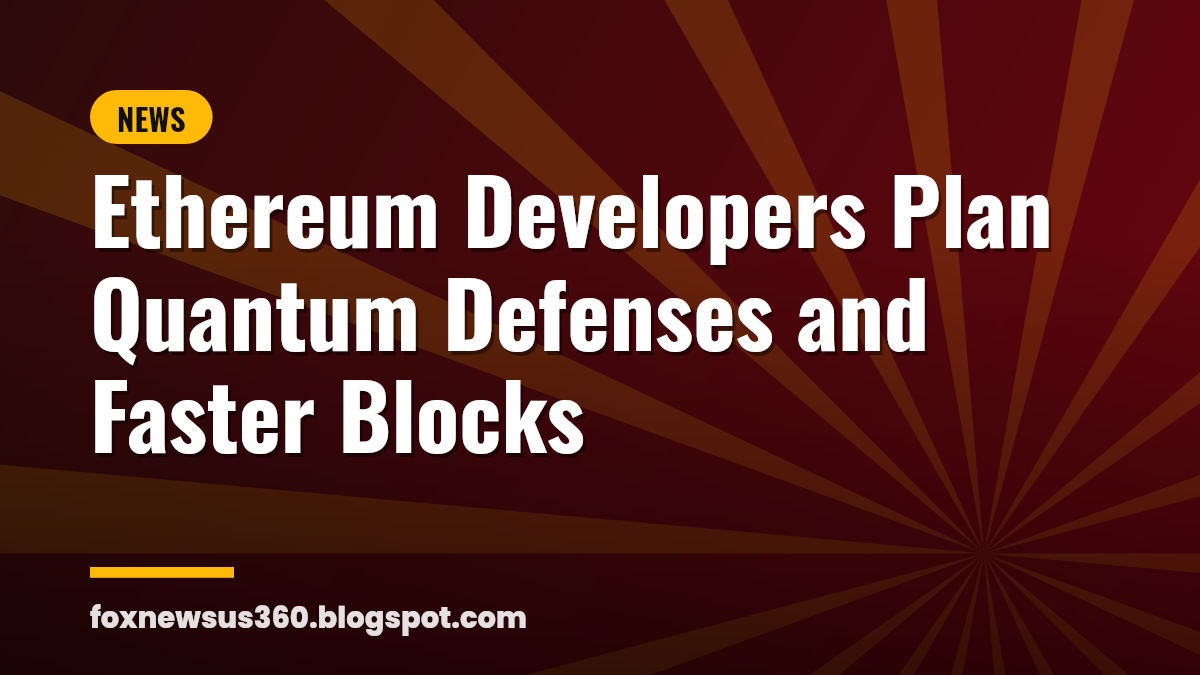 NEWS
Ethereum Developers Plan
Quantum Defenses and
Faster Blocks
foxnewsus360.blogspot.com